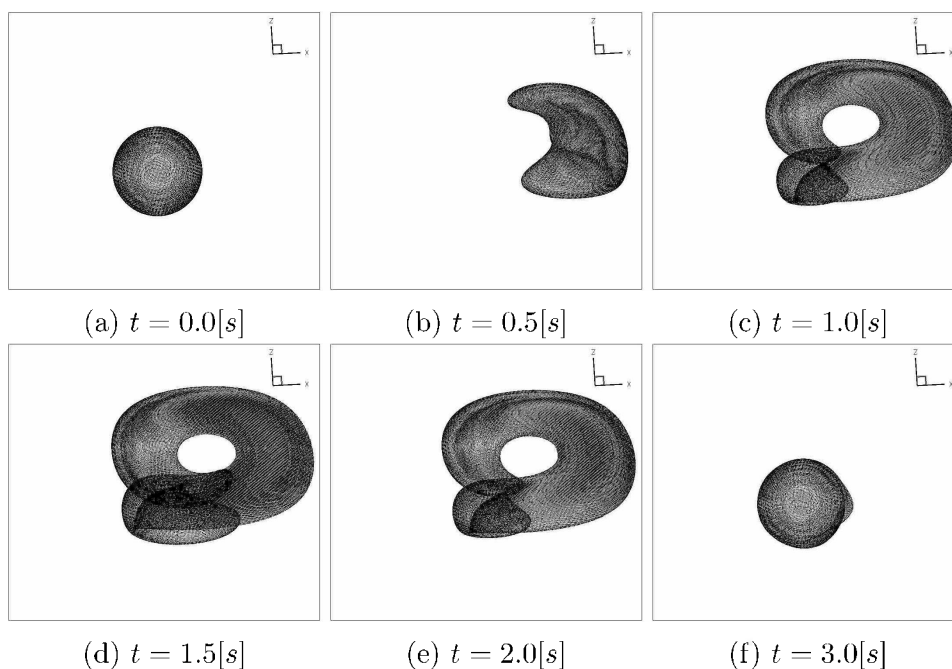 z z z
x x x
(a) t = 0.0[s] (b) t = 0.5[s] (c) t = 1.0[s]
z z z
x x x
(d) t = 1.5[s] (e) t = 2.0[s] (f) t = 3.0[s]